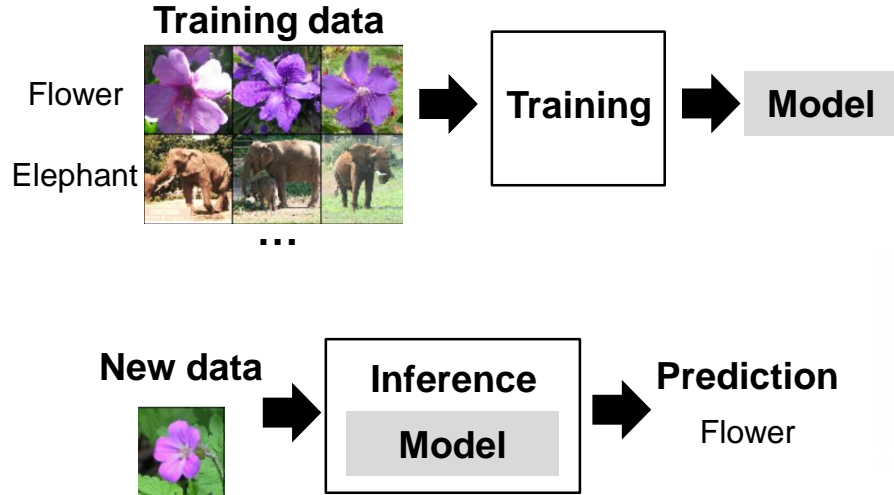 Training data
Flower
Elephant
...
Training
Model
New data
Inference
Model
Prediction
Flower